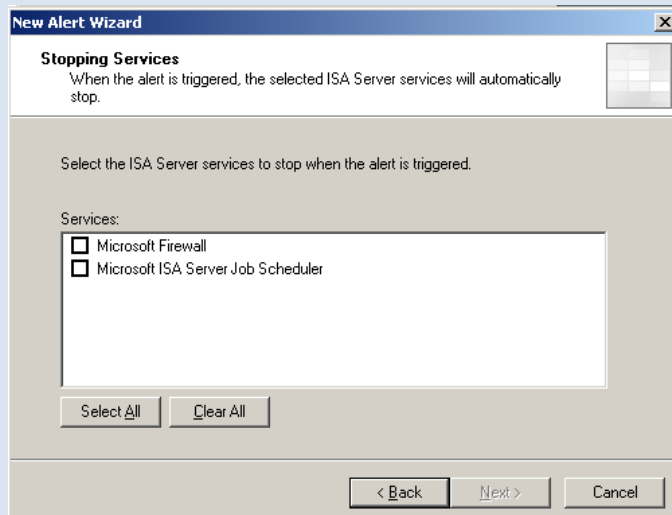 New Alert Wizard
Stopping Services
When the alert is triggered, the selected ISA Server services will automatically
stop.
Select the ISA Server services to stop when the alert is triggered.
Services:
Microsoft Firewall
Microsoft ISA Server Job Scheduler
Select All
Clear All
< Back
Next >
Cancel